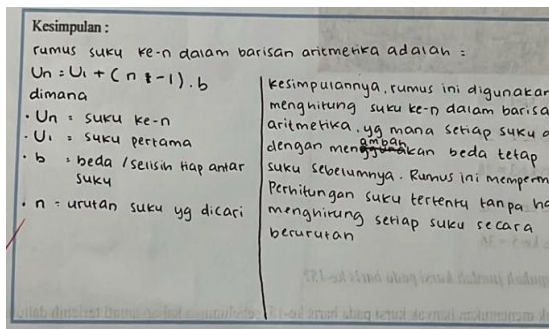 Kesimpulan :
rumus suku ke-n dalam barisan aritmetika adalah :
Un = U1 + (n - 1) . b
dimana
• Un = suku ke-n
• U1 = suku pertama
• b = beda / selisih tiap antar
suku
• n = urutan suku yg dicari
kesimpulannya, rumus ini digunakan
menghitung suku ke-n dalam barisa
aritmetika, yg mana setiap suku d
dengan menambahkan beda tetap
suku sebelumnya. Rumus ini memperm
Perhitungan suku tertentu tanpa ha
menghitung setiap suku secara
berurutan